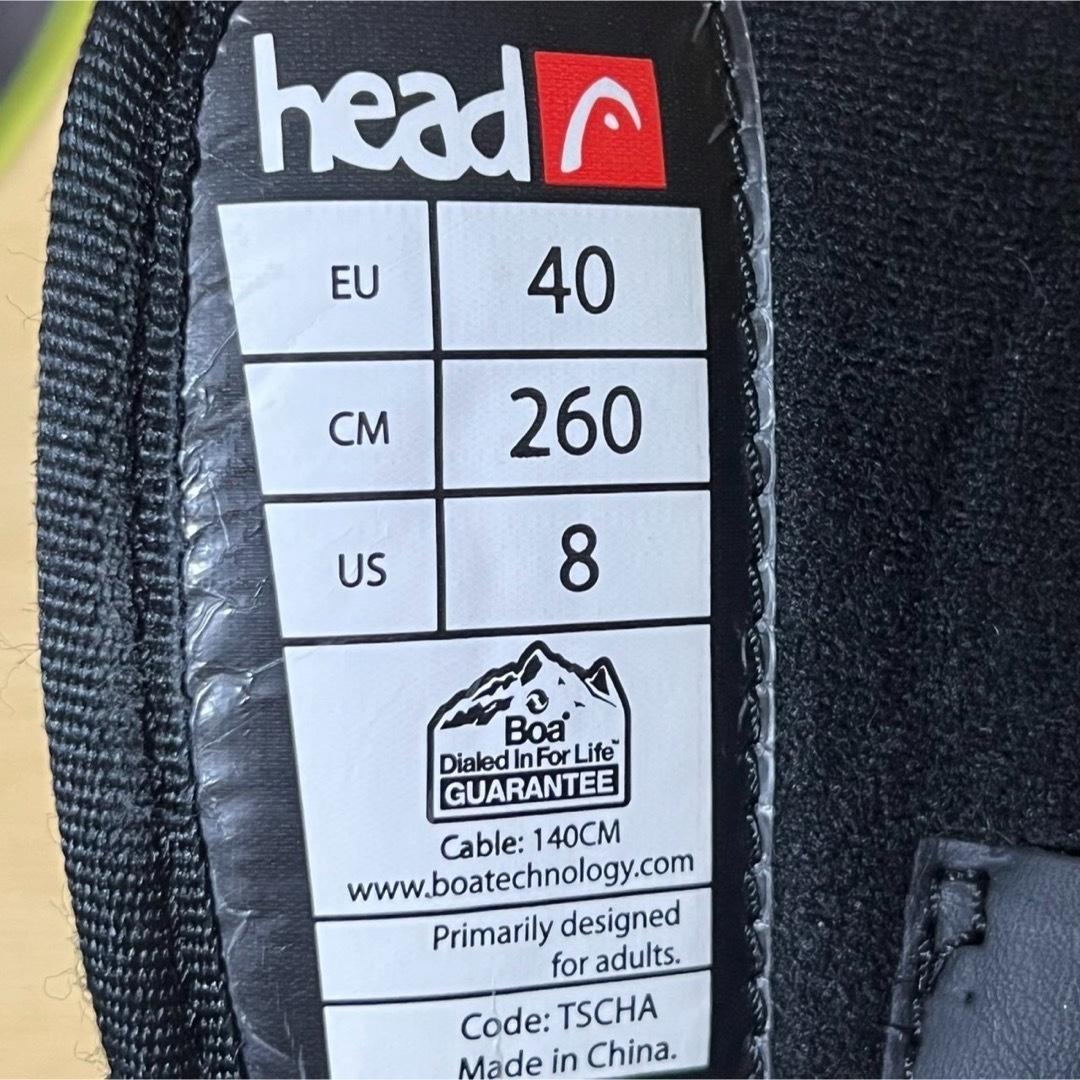 head
EU 40
CM 260
US 8
Boa®
Dialed In For Life™
GUARANTEE
Cable: 140CM
www.boatechnology.com
Primarily designed
for adults.
Code: TSCHA
Made in China.